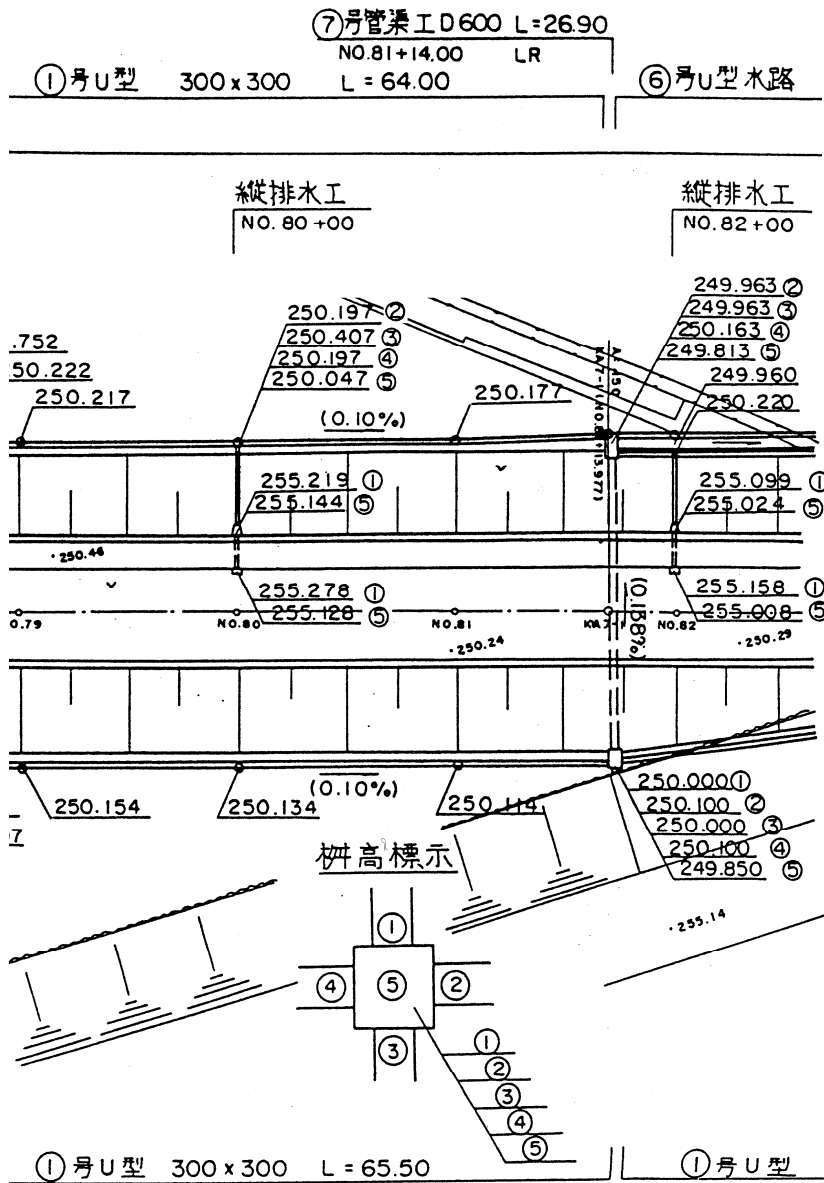 ⑦号管渠工D600 L=26.90
NO.81+14.00 LR
①号U型 300x300 L=64.00
⑥号U型水路
縦排水工
NO.80+00
縦排水工
NO.82+00
250.197 ②
250.407 ③
250.197 ④
250.047 ⑤
249.963 ②
249.963 ③
250.163 ④
249.813 ⑤
.752
250.222
250.217
(0.10%)
250.177
249.960
250.220
255.219 ①
255.144 ⑤
255.099 ①
255.024 ⑤
250.46
255.278 ①
255.128 ⑤
(0.158%)
255.158 ①
255.008 ⑤
0.79
NO.80
NO.81
KA7-1
NO.82
250.24
250.29
250.154
250.134
(0.10%)
250.114
250.000 ①
250.100 ②
250.000 ③
250.100 ④
249.850 ⑤
桝高標示
255.14
①
④ ⑤ ②
③
①
②
③
④
⑤
①号U型 300x300 L=65.50
①号U型